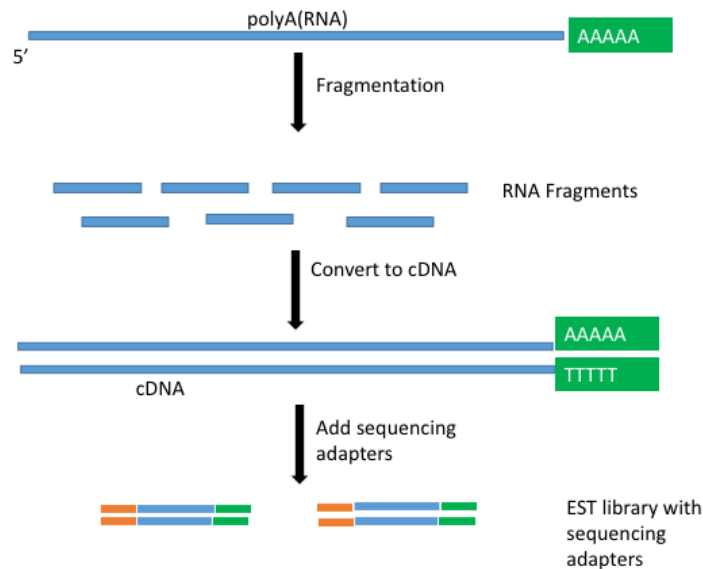 polyA(RNA)
AAAAA
5′
Fragmentation
RNA Fragments
Convert to cDNA
AAAAA
TTTTT
cDNA
Add sequencing
adapters
EST library with
sequencing
adapters